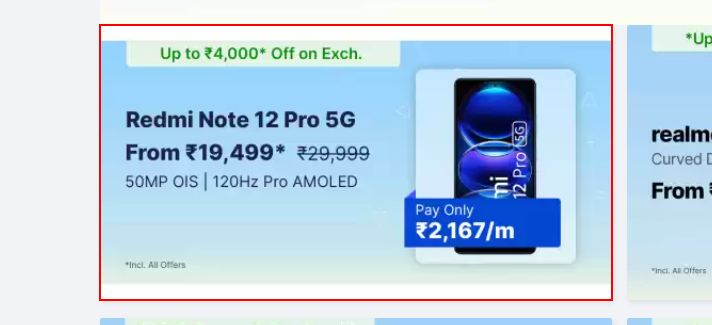 Up to ₹4,000* Off on Exch.
Redmi Note 12 Pro 5G
From ₹19,499* ₹29,999
50MP OIS | 120Hz Pro AMOLED
12 Pro 5G
Pay Only
₹2,167/m
*Incl. All Offers
*Up
realm
Curved D
From
*Incl. All Offers